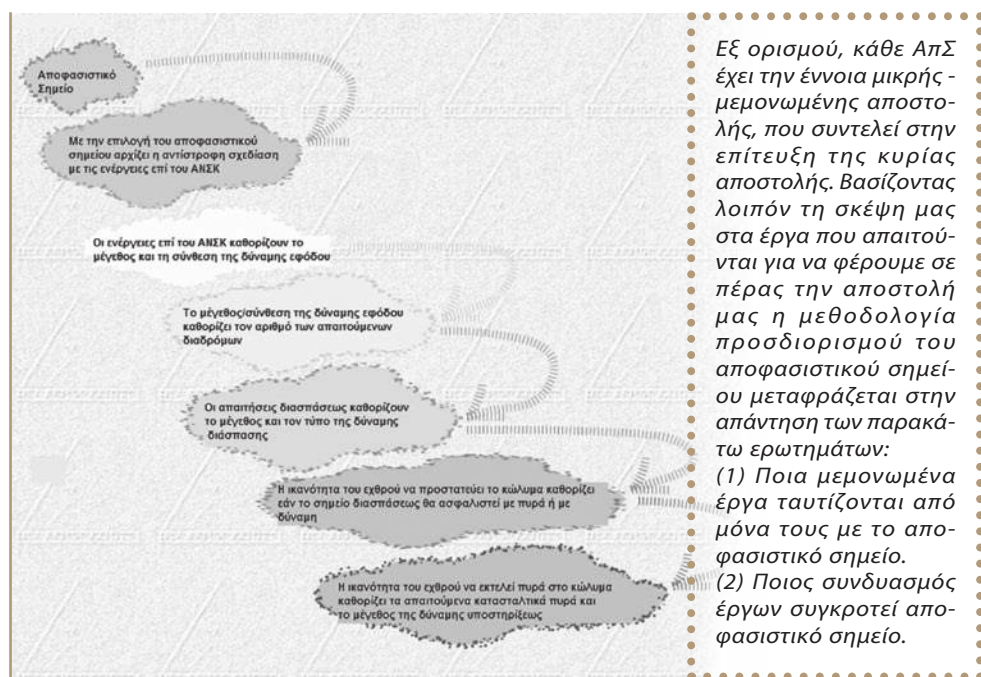 Αποφασιστικό
Σημείο
Με την επιλογή του αποφασιστικού
σημείου αρχίζει η αντίστροφη σχεδίαση
με τις ενέργειες επί του ΑΝΣΚ
Οι ενέργειες επί του ΑΝΣΚ καθορίζουν το
μέγεθος και τη σύνθεση της δύναμης εφόδου
Το μέγεθος/σύνθεση της δύναμης εφόδου
καθορίζει τον αριθμό των απαιτούμενων
διαδρόμων
Οι απαιτήσεις διασπάσεως καθορίζουν
το μέγεθος και τον τύπο της δύναμης
διάσπασης
Η ικανότητα του εχθρού να προστατεύει το κώλυμα καθορίζει
εάν το σημείο διασπάσεως θα ασφαλιστεί με πυρά ή με
δύναμη
Η ικανότητα του εχθρού να εκτελεί πυρά στο κώλυμα
καθορίζει τα απαιτούμενα κατασταλτικά πυρά και
το μέγεθος της δύναμης υποστηρίξεως
Εξ ορισμού, κάθε ΑπΣ
έχει την έννοια μικρής -
μεμονωμένης αποστο-
λής, που συντελεί στην
επίτευξη της κυρίας
αποστολής. Βασίζοντας
λοιπόν τη σκέψη μας
στα έργα που απαιτού-
νται για να φέρουμε σε
πέρας την αποστολή
μας η μεθοδολογία
προσδιορισμού του
αποφασιστικού σημεί-
ου μεταφράζεται στην
απάντηση των παρακά-
τω ερωτημάτων:
(1) Ποια μεμονωμένα
έργα ταυτίζονται από
μόνα τους με το απο-
φασιστικό σημείο.
(2) Ποιος συνδυασμός
έργων συγκροτεί απο-
φασιστικό σημείο.